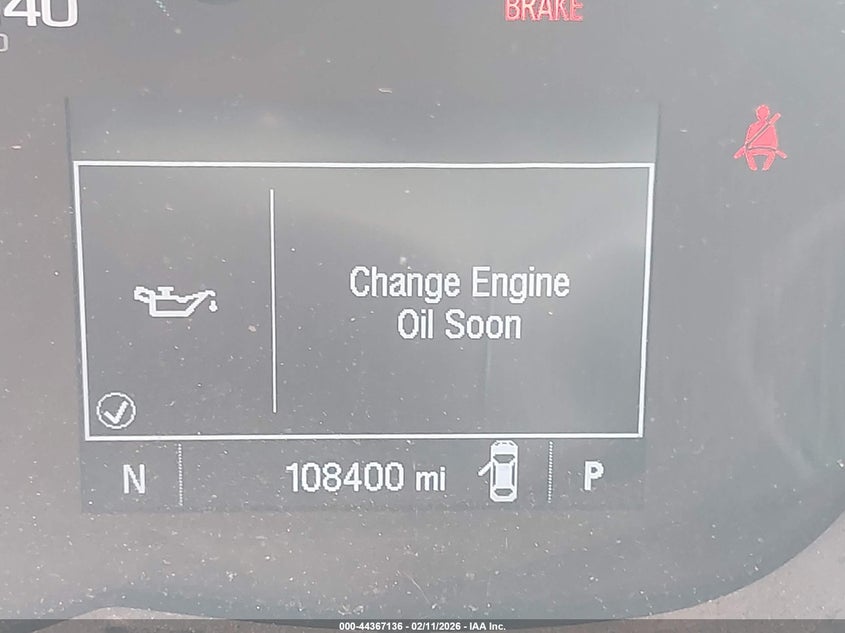 40
BRAKE
Change Engine
Oil Soon
N 108400 mi P
000-44367136 - 02/11/2026 - IAA Inc.